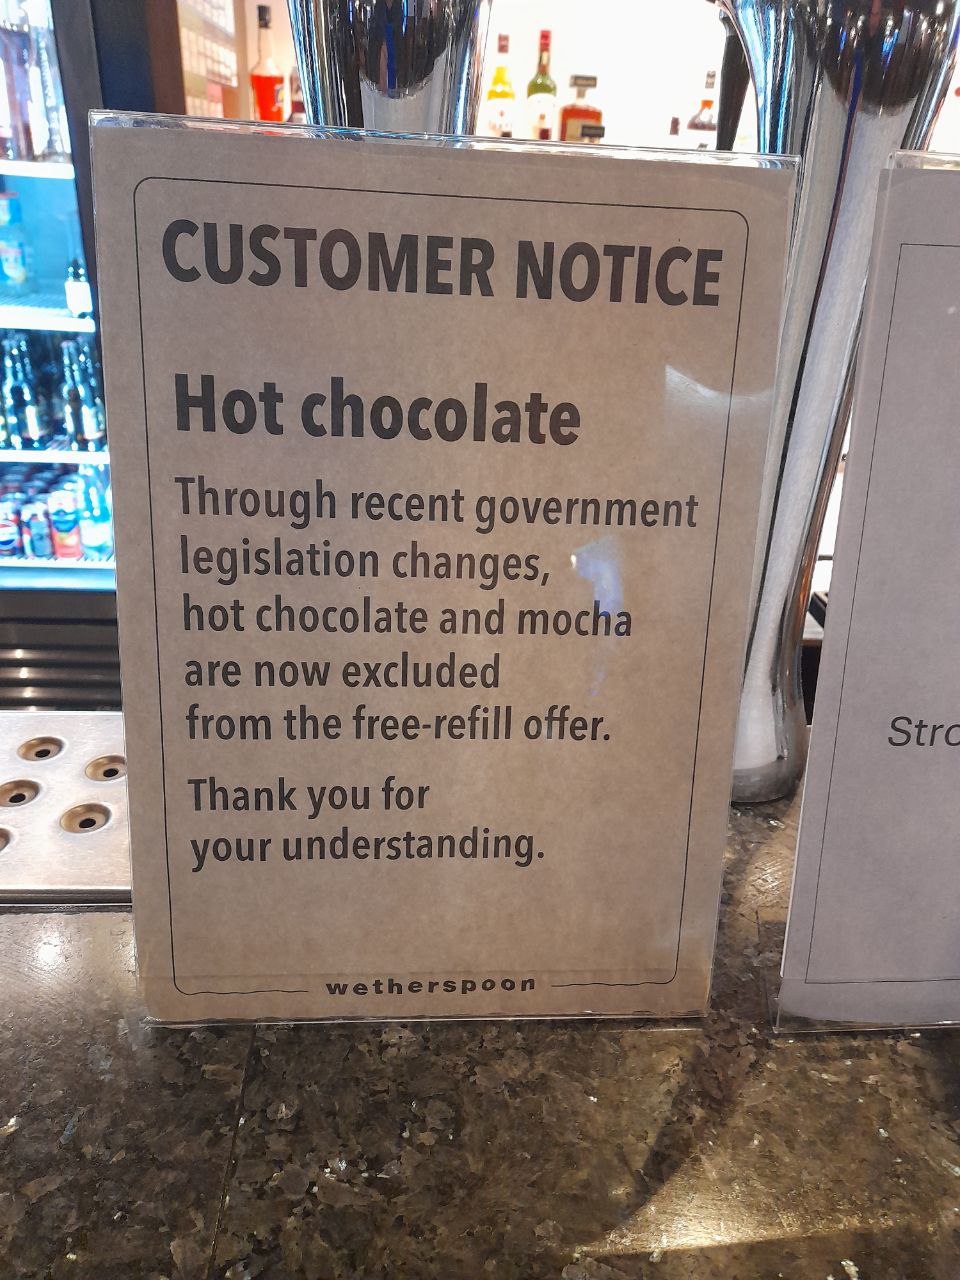 CUSTOMER NOTICE
Hot chocolate
Through recent government
legislation changes,
hot chocolate and mocha
are now excluded
from the free-refill offer.
Thank you for
your understanding.
wetherspoon
Stro